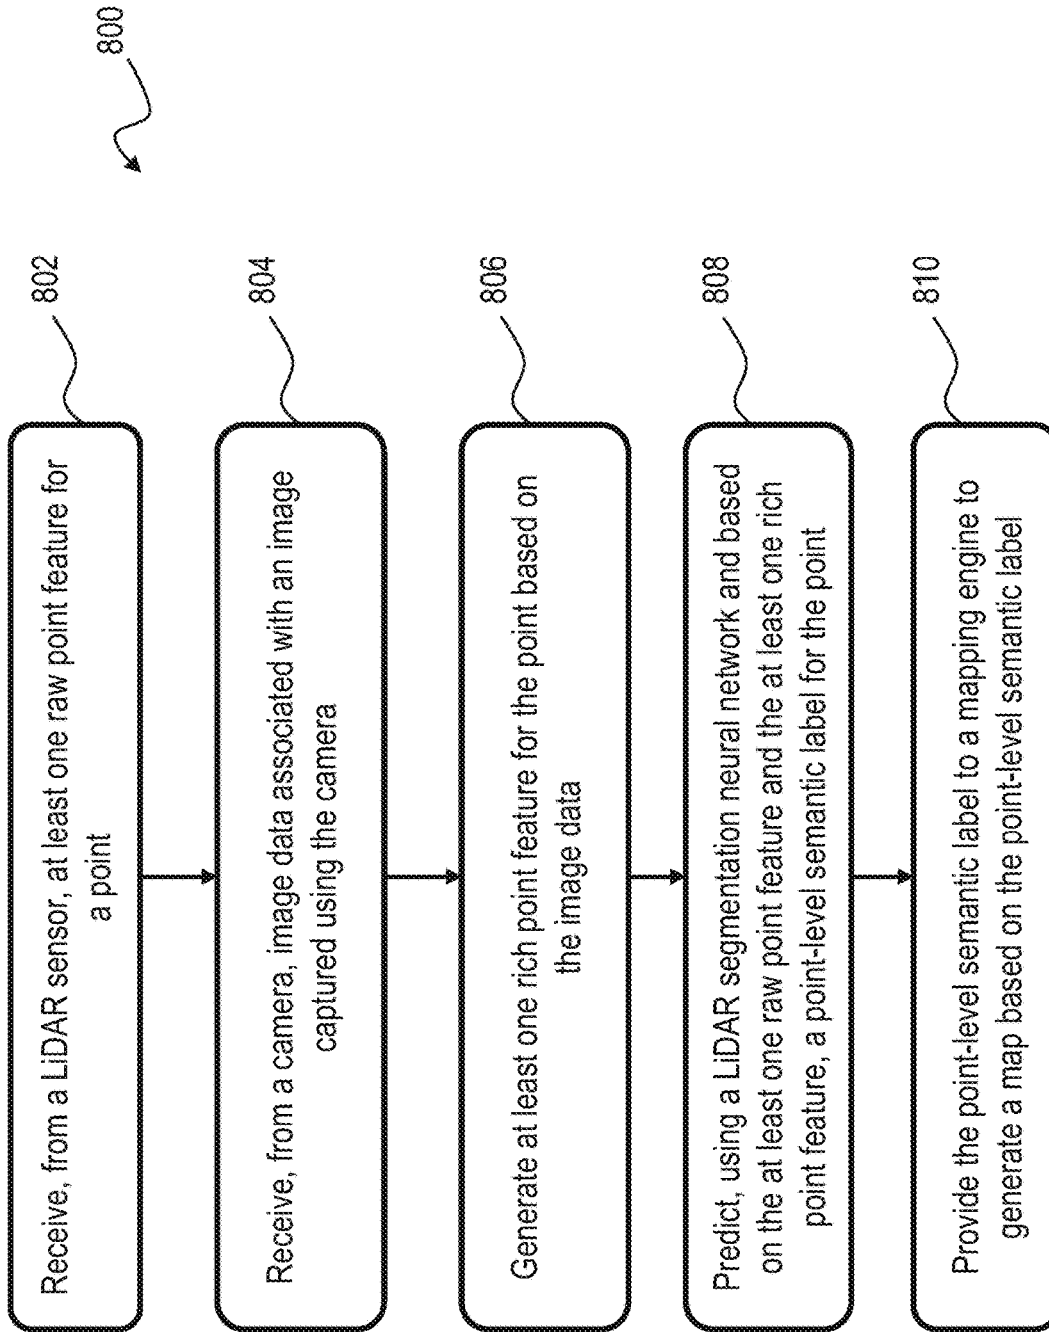 800
802
Receive, from a LiDAR sensor, at least one raw point feature for
a point
804
Receive, from a camera, image data associated with an image
captured using the camera
806
Generate at least one rich point feature for the point based on
the image data
808
Predict, using a LiDAR segmentation neural network and based
on the at least one raw point feature and the at least one rich
point feature, a point-level semantic label for the point
810
Provide the point-level semantic label to a mapping engine to
generate a map based on the point-level semantic label